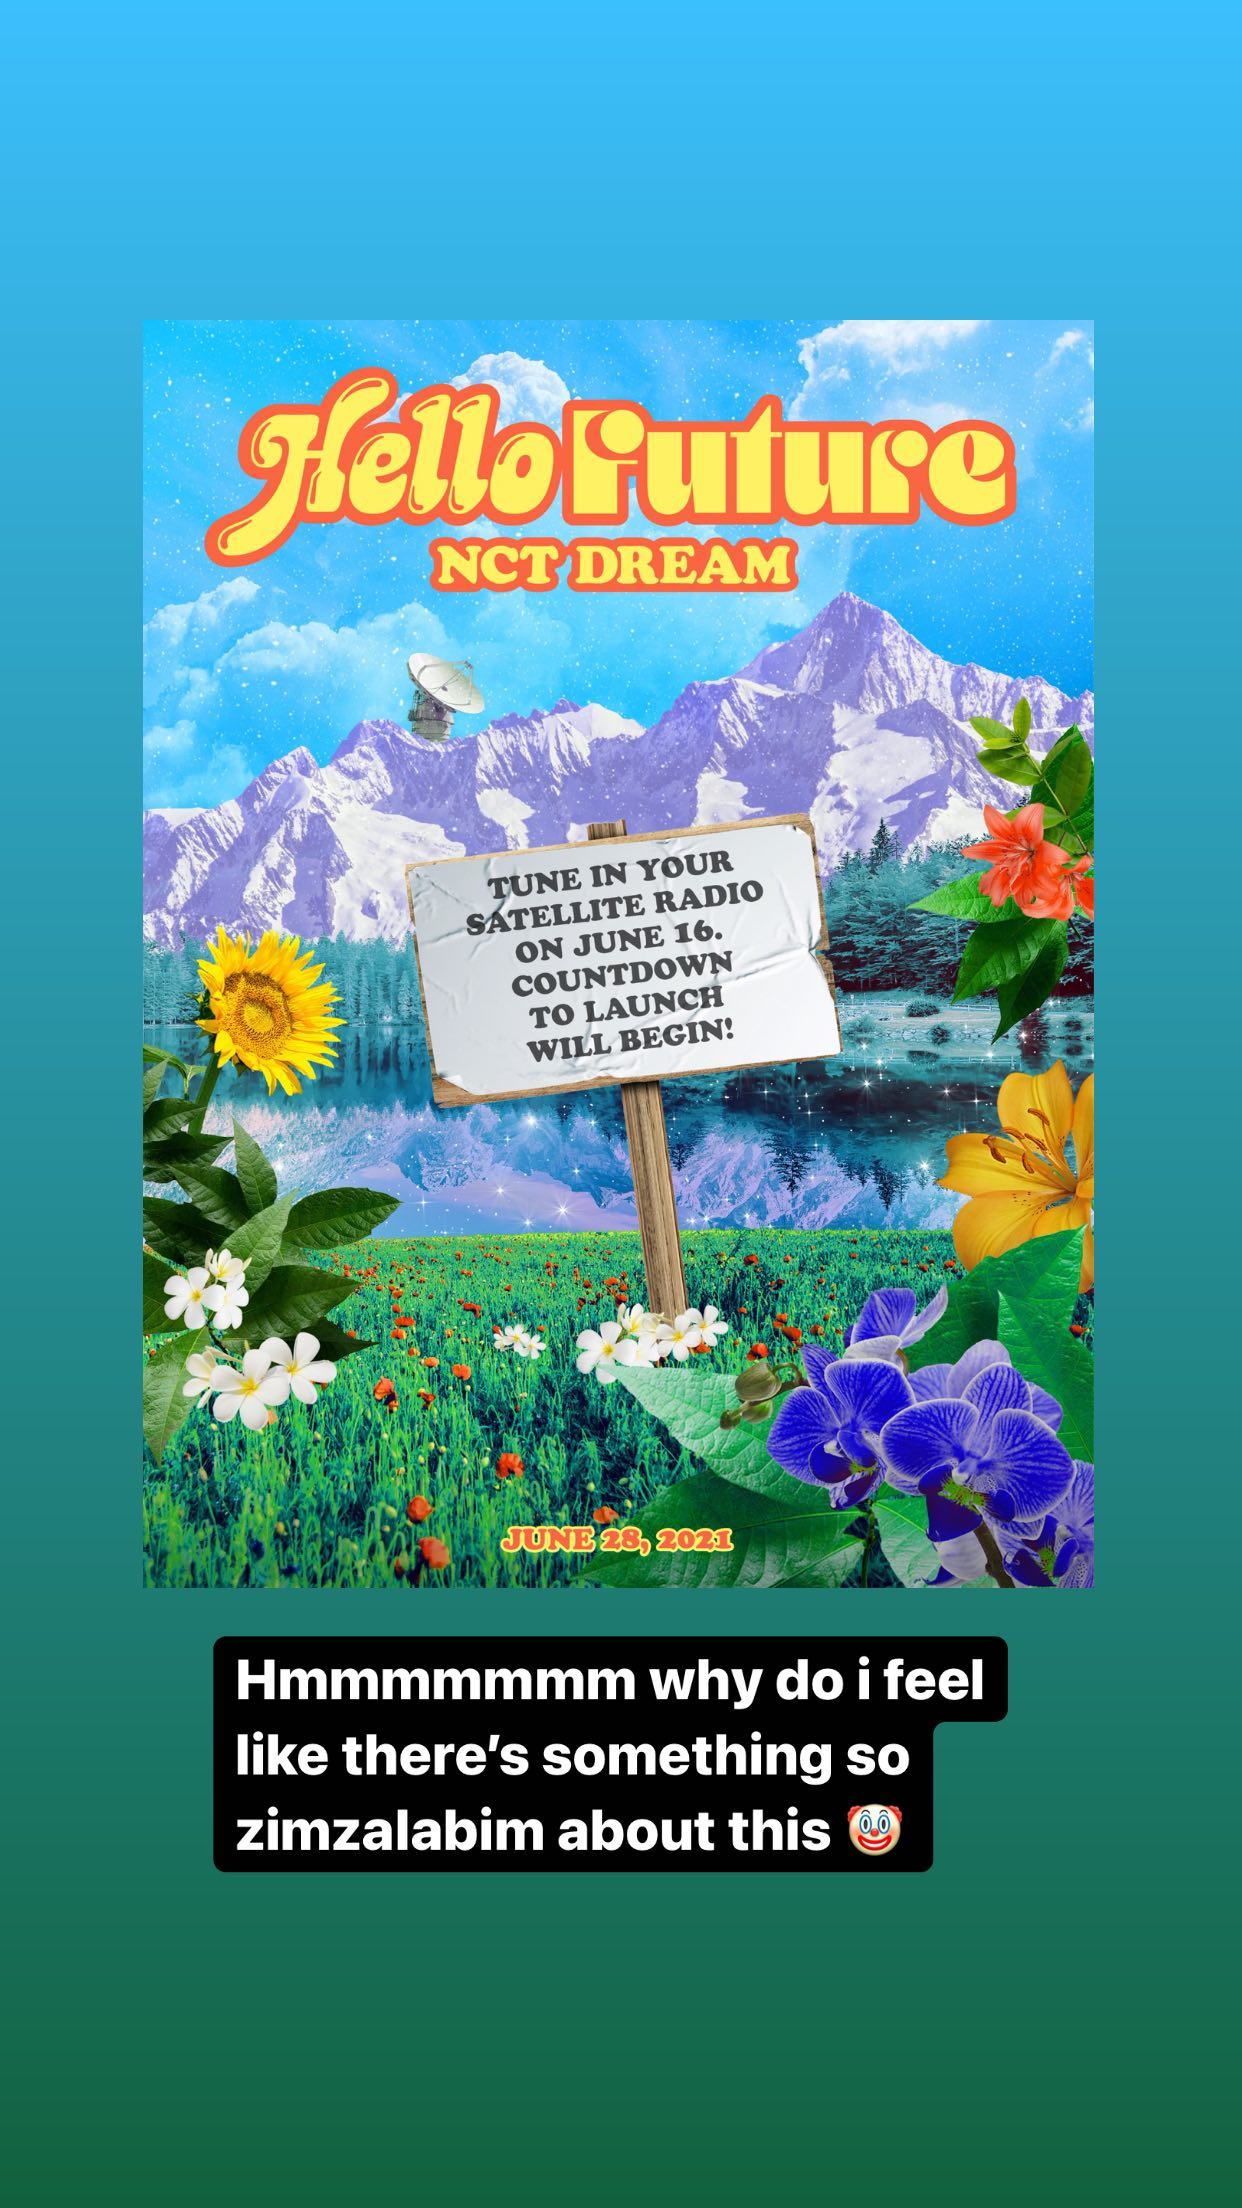 Hello Future
NCT DREAM
TUNE IN YOUR
SATELLITE RADIO
ON JUNE 16.
COUNTDOWN
TO LAUNCH
WILL BEGIN!
JUNE 28, 2021
Hmmmmmmm why do i feel
like there’s something so
zimzalabim about this 🤡